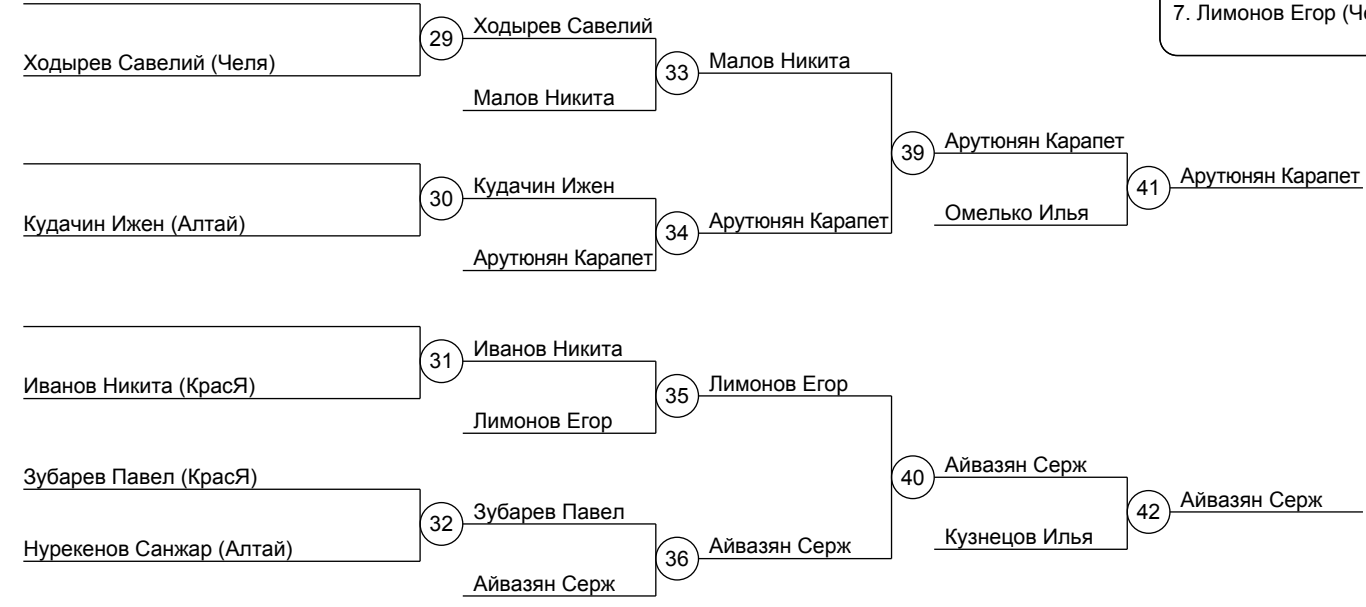 7. Лимонов Егор
Ходырев Савелий (Челя)
29
Ходырев Савелий
Малов Никита
33
Малов Никита
Кудачин Ижен (Алтай)
30
Кудачин Ижен
Арутюнян Карапет
34
Арутюнян Карапет
39
Арутюнян Карапет
Омелько Илья
41
Арутюнян Карапет
Иванов Никита (КрасЯ)
31
Иванов Никита
Лимонов Егор
35
Лимонов Егор
Зубарев Павел (КрасЯ)
Нурекенов Санжар (Алтай)
32
Зубарев Павел
Айвазян Серж
36
Айвазян Серж
40
Айвазян Серж
Кузнецов Илья
42
Айвазян Серж